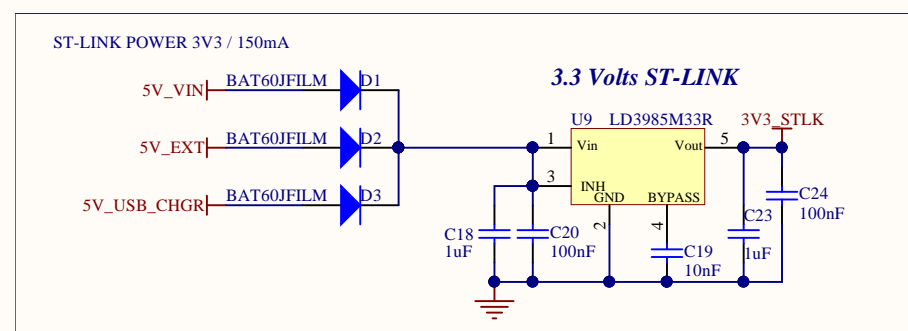 ST-LINK POWER 3V3 / 150mA
3.3 Volts ST-LINK
5V_VIN BAT60JFILM D1
5V_EXT BAT60JFILM D2
5V_USB_CHGR BAT60JFILM D3
U9 LD3985M33R
3V3_STLK
1 Vin Vout 5
3 INH
GND BYPASS
2 4
C18
1uF
C20
100nF
C19
10nF
C23
1uF
C24
100nF